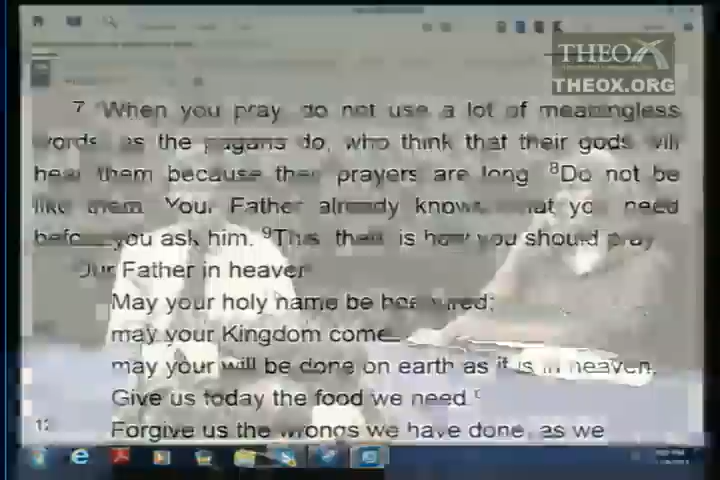 THEOX
THEOX.ORG
7 "When you pray, do not use a lot of meaningless
words, as the pagans do, who think that their gods will
hear them because their prayers are long. 8Do not be
like them. Your Father already knows what you need
before you ask him. 9This, then, is how you should pray:
'Our Father in heaven:
May your holy name be honored;
may your Kingdom come;
may your will be done on earth as it is in heaven.
Give us today the food we need.c
Forgive us the wrongs we have done, as we